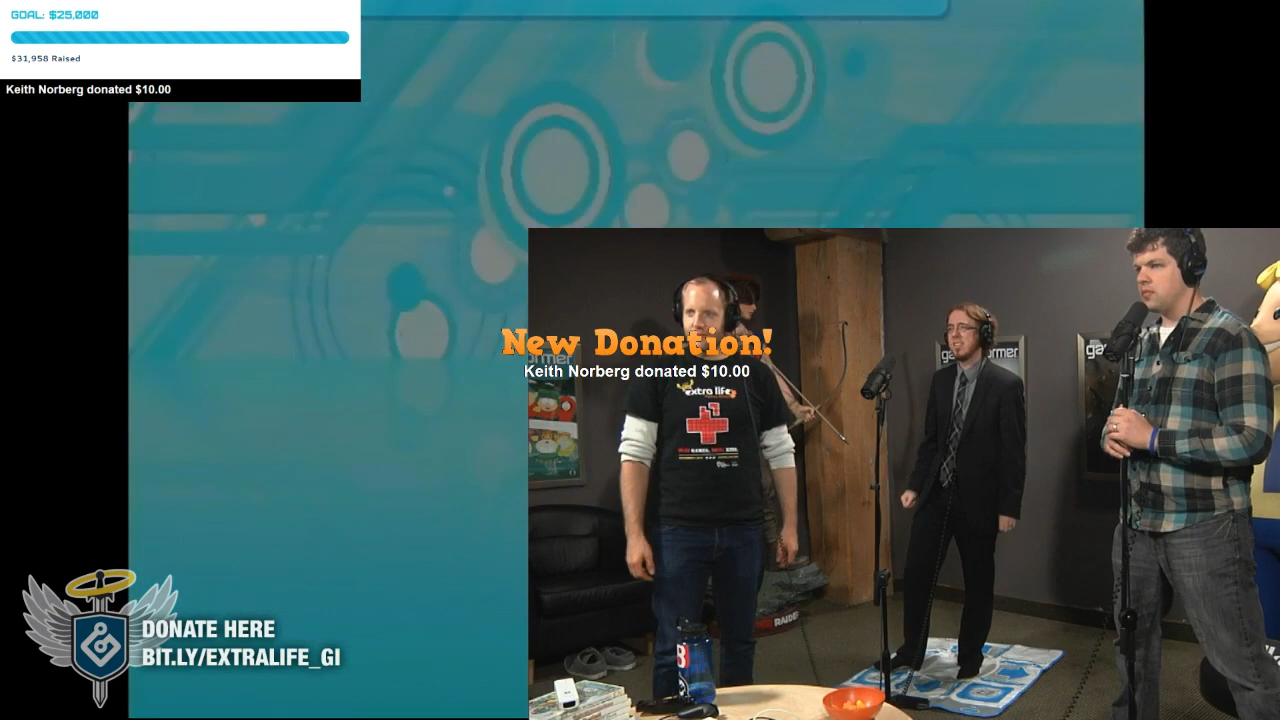 GOAL: $25,000
$31,958 Raised
Keith Norberg donated $10.00
New Donation!
Keith Norberg donated $10.00
extra life
RAIDER
DONATE HERE
BIT.LY/EXTRALIFE_GI